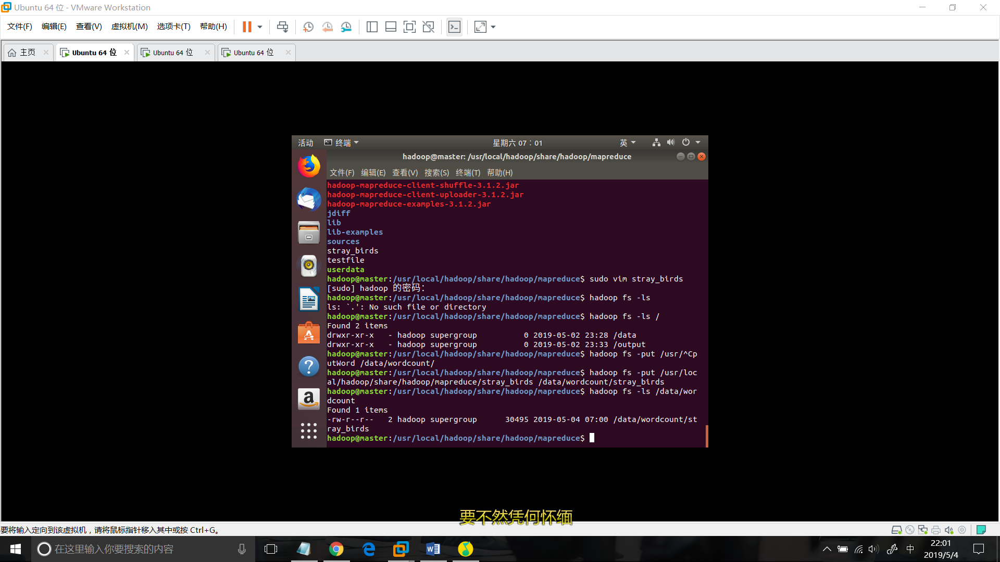 Ubuntu 64 位 - VMware Workstation
文件(F) 编辑(E) 查看(V) 虚拟机(M) 选项卡(T) 帮助(H)
主页 Ubuntu 64 位 Ubuntu 64 位 Ubuntu 64 位
活动 终端 星期六 07：01 英
hadoop@master: /usr/local/hadoop/share/hadoop/mapreduce
文件(F) 编辑(E) 查看(V) 搜索(S) 终端(T) 帮助(H)
hadoop-mapreduce-client-shuffle-3.1.2.jar
hadoop-mapreduce-client-uploader-3.1.2.jar
hadoop-mapreduce-examples-3.1.2.jar
jdiff
lib
lib-examples
sources
stray_birds
testfile
userdata
hadoop@master:/usr/local/hadoop/share/hadoop/mapreduce$ sudo vim stray_birds
[sudo] hadoop 的密码：
hadoop@master:/usr/local/hadoop/share/hadoop/mapreduce$ hadoop fs -ls
ls: `.': No such file or directory
hadoop@master:/usr/local/hadoop/share/hadoop/mapreduce$ hadoop fs -ls /
Found 2 items
drwxr-xr-x   - hadoop supergroup          0 2019-05-02 23:28 /data
drwxr-xr-x   - hadoop supergroup          0 2019-05-02 23:33 /output
hadoop@master:/usr/local/hadoop/share/hadoop/mapreduce$ hadoop fs -put /usr/^Cp
utWord /data/wordcount/
hadoop@master:/usr/local/hadoop/share/hadoop/mapreduce$ hadoop fs -put /usr/loc
al/hadoop/share/hadoop/mapreduce/stray_birds /data/wordcount/stray_birds
hadoop@master:/usr/local/hadoop/share/hadoop/mapreduce$ hadoop fs -ls /data/wor
dcount
Found 1 items
-rw-r--r--   2 hadoop supergroup      30495 2019-05-04 07:00 /data/wordcount/st
ray_birds
hadoop@master:/usr/local/hadoop/share/hadoop/mapreduce$
要不然凭何怀缅
要将输入定向到该虚拟机，请将鼠标指针移入其中或按 Ctrl+G。
在这里输入你要搜索的内容
中
22:01
2019/5/4